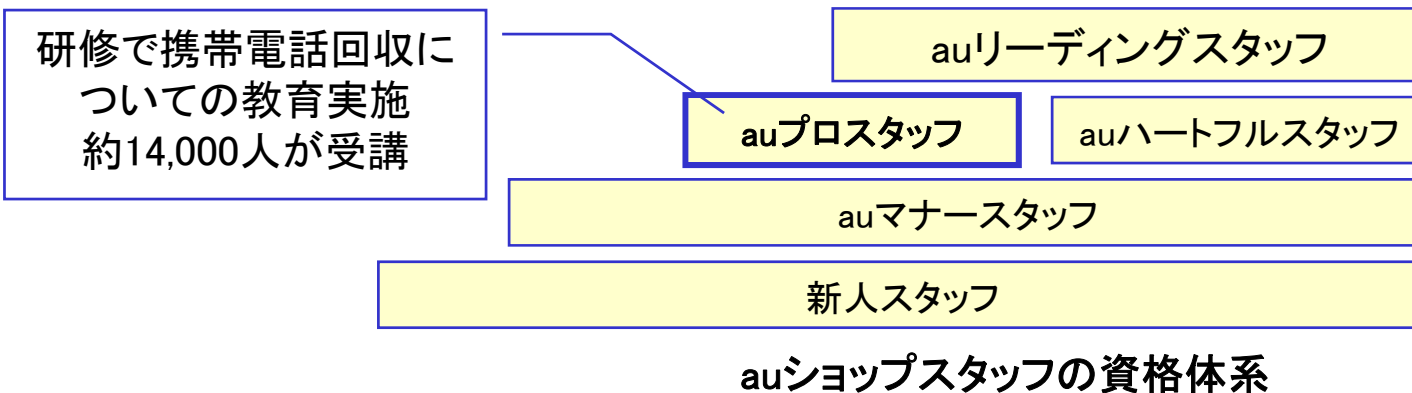 研修で携帯電話回収に
ついての教育実施
約14,000人が受講
auリーディングスタッフ
auプロスタッフ
auハートフルスタッフ
auマナースタッフ
新人スタッフ
auショップスタッフの資格体系